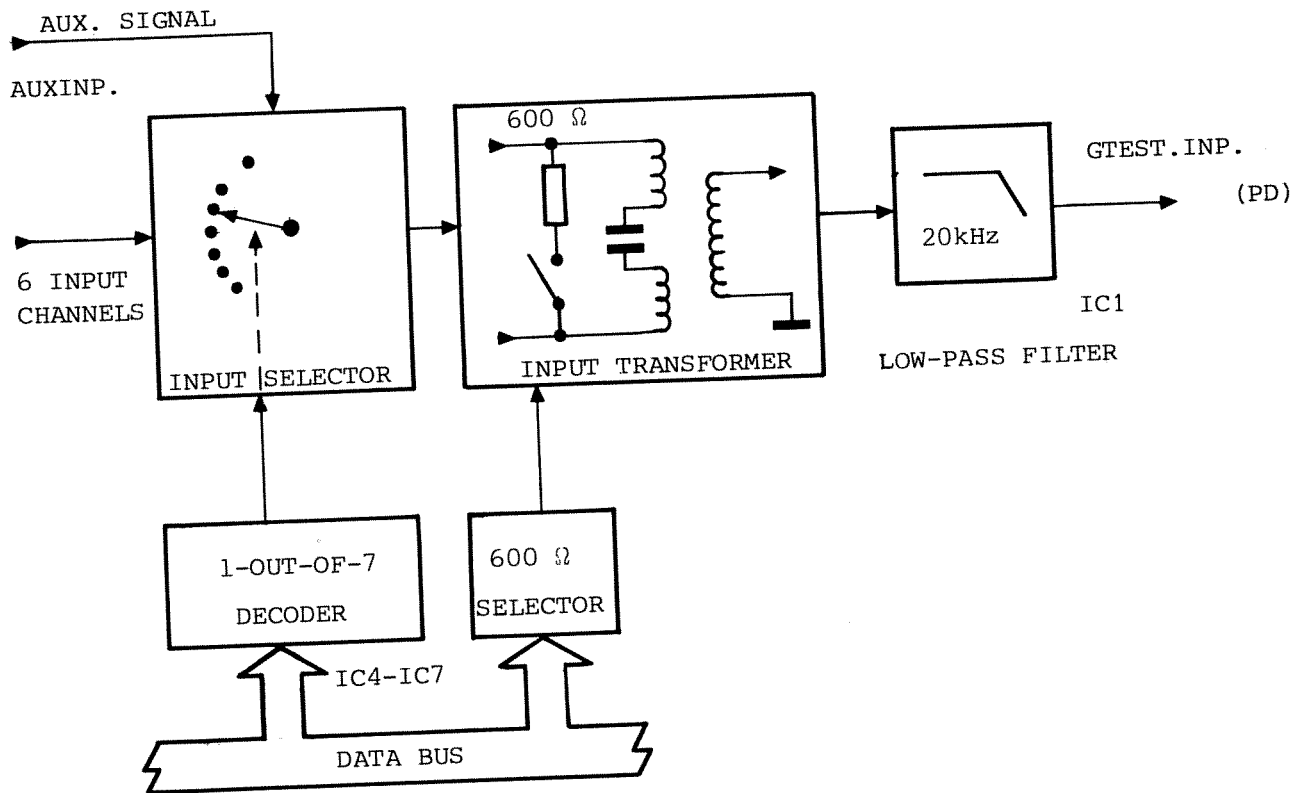 AUX. SIGNAL
AUXINP.
6 INPUT
CHANNELS
INPUT SELECTOR
600 Ω
INPUT TRANSFORMER
20kHz
GTEST.INP.
(PD)
IC1
LOW-PASS FILTER
1-OUT-OF-7
DECODER
600 Ω
SELECTOR
IC4-IC7
DATA BUS